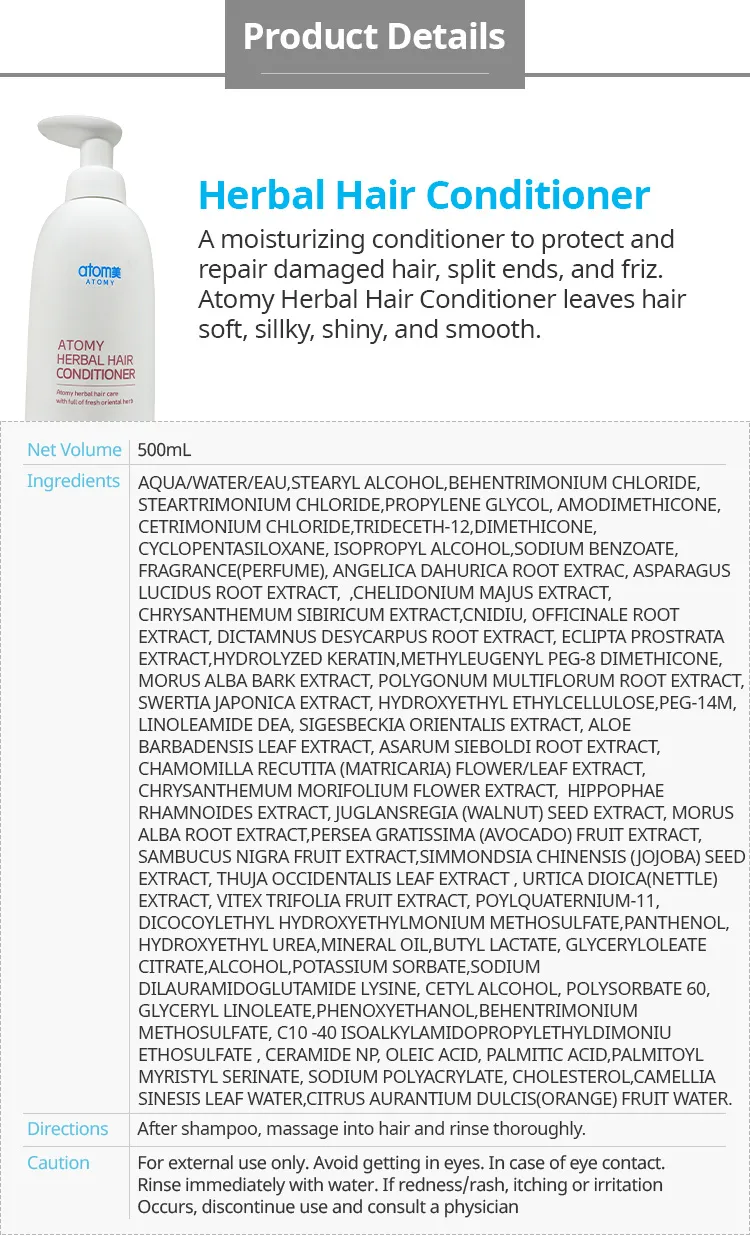 Product Details
Herbal Hair Conditioner
A moisturizing conditioner to protect and
repair damaged hair, split ends, and friz.
Atomy Herbal Hair Conditioner leaves hair
soft, sillky, shiny, and smooth.
atom美
ATOMY
ATOMY
HERBAL HAIR
CONDITIONER
Atomy herbal hair care
with full of fresh oriental herb
Net Volume 500mL
Ingredients AQUA/WATER/EAU,STEARYL ALCOHOL,BEHENTRIMONIUM CHLORIDE,
STEARTRIMONIUM CHLORIDE,PROPYLENE GLYCOL, AMODIMETHICONE,
CETRIMONIUM CHLORIDE,TRIDECETH-12,DIMETHICONE,
CYCLOPENTASILOXANE, ISOPROPYL ALCOHOL,SODIUM BENZOATE,
FRAGRANCE(PERFUME), ANGELICA DAHURICA ROOT EXTRAC, ASPARAGUS
LUCIDUS ROOT EXTRACT,  ,CHELIDONIUM MAJUS EXTRACT,
CHRYSANTHEMUM SIBIRICUM EXTRACT,CNIDIU, OFFICINALE ROOT
EXTRACT, DICTAMNUS DESYCARPUS ROOT EXTRACT, ECLIPTA PROSTRATA
EXTRACT,HYDROLYZED KERATIN,METHYLEUGENYL PEG-8 DIMETHICONE,
MORUS ALBA BARK EXTRACT, POLYGONUM MULTIFLORUM ROOT EXTRACT,
SWERTIA JAPONICA EXTRACT, HYDROXYETHYL ETHYLCELLULOSE,PEG-14M,
LINOLEAMIDE DEA, SIGESBECKIA ORIENTALIS EXTRACT, ALOE
BARBADENSIS LEAF EXTRACT, ASARUM SIEBOLDI ROOT EXTRACT,
CHAMOMILLA RECUTITA (MATRICARIA) FLOWER/LEAF EXTRACT,
CHRYSANTHEMUM MORIFOLIUM FLOWER EXTRACT,  HIPPOPHAE
RHAMNOIDES EXTRACT, JUGLANSREGIA (WALNUT) SEED EXTRACT, MORUS
ALBA ROOT EXTRACT,PERSEA GRATISSIMA (AVOCADO) FRUIT EXTRACT,
SAMBUCUS NIGRA FRUIT EXTRACT,SIMMONDSIA CHINENSIS (JOJOBA) SEED
EXTRACT, THUJA OCCIDENTALIS LEAF EXTRACT , URTICA DIOICA(NETTLE)
EXTRACT, VITEX TRIFOLIA FRUIT EXTRACT, POYLQUATERNIUM-11,
DICOCOYLETHYL HYDROXYETHYLMONIUM METHOSULFATE,PANTHENOL,
HYDROXYETHYL UREA,MINERAL OIL,BUTYL LACTATE, GLYCERYLOLEATE
CITRATE,ALCOHOL,POTASSIUM SORBATE,SODIUM
DILAURAMIDOGLUTAMIDE LYSINE, CETYL ALCOHOL, POLYSORBATE 60,
GLYCERYL LINOLEATE,PHENOXYETHANOL,BEHENTRIMONIUM
METHOSULFATE, C10 -40 ISOALKYLAMIDOPROPYLETHYLDIMONIU
ETHOSULFATE , CERAMIDE NP, OLEIC ACID, PALMITIC ACID,PALMITOYL
MYRISTYL SERINATE, SODIUM POLYACRYLATE, CHOLESTEROL,CAMELLIA
SINESIS LEAF WATER,CITRUS AURANTIUM DULCIS(ORANGE) FRUIT WATER.
Directions After shampoo, massage into hair and rinse thoroughly.
Caution For external use only. Avoid getting in eyes. In case of eye contact.
Rinse immediately with water. If redness/rash, itching or irritation
Occurs, discontinue use and consult a physician